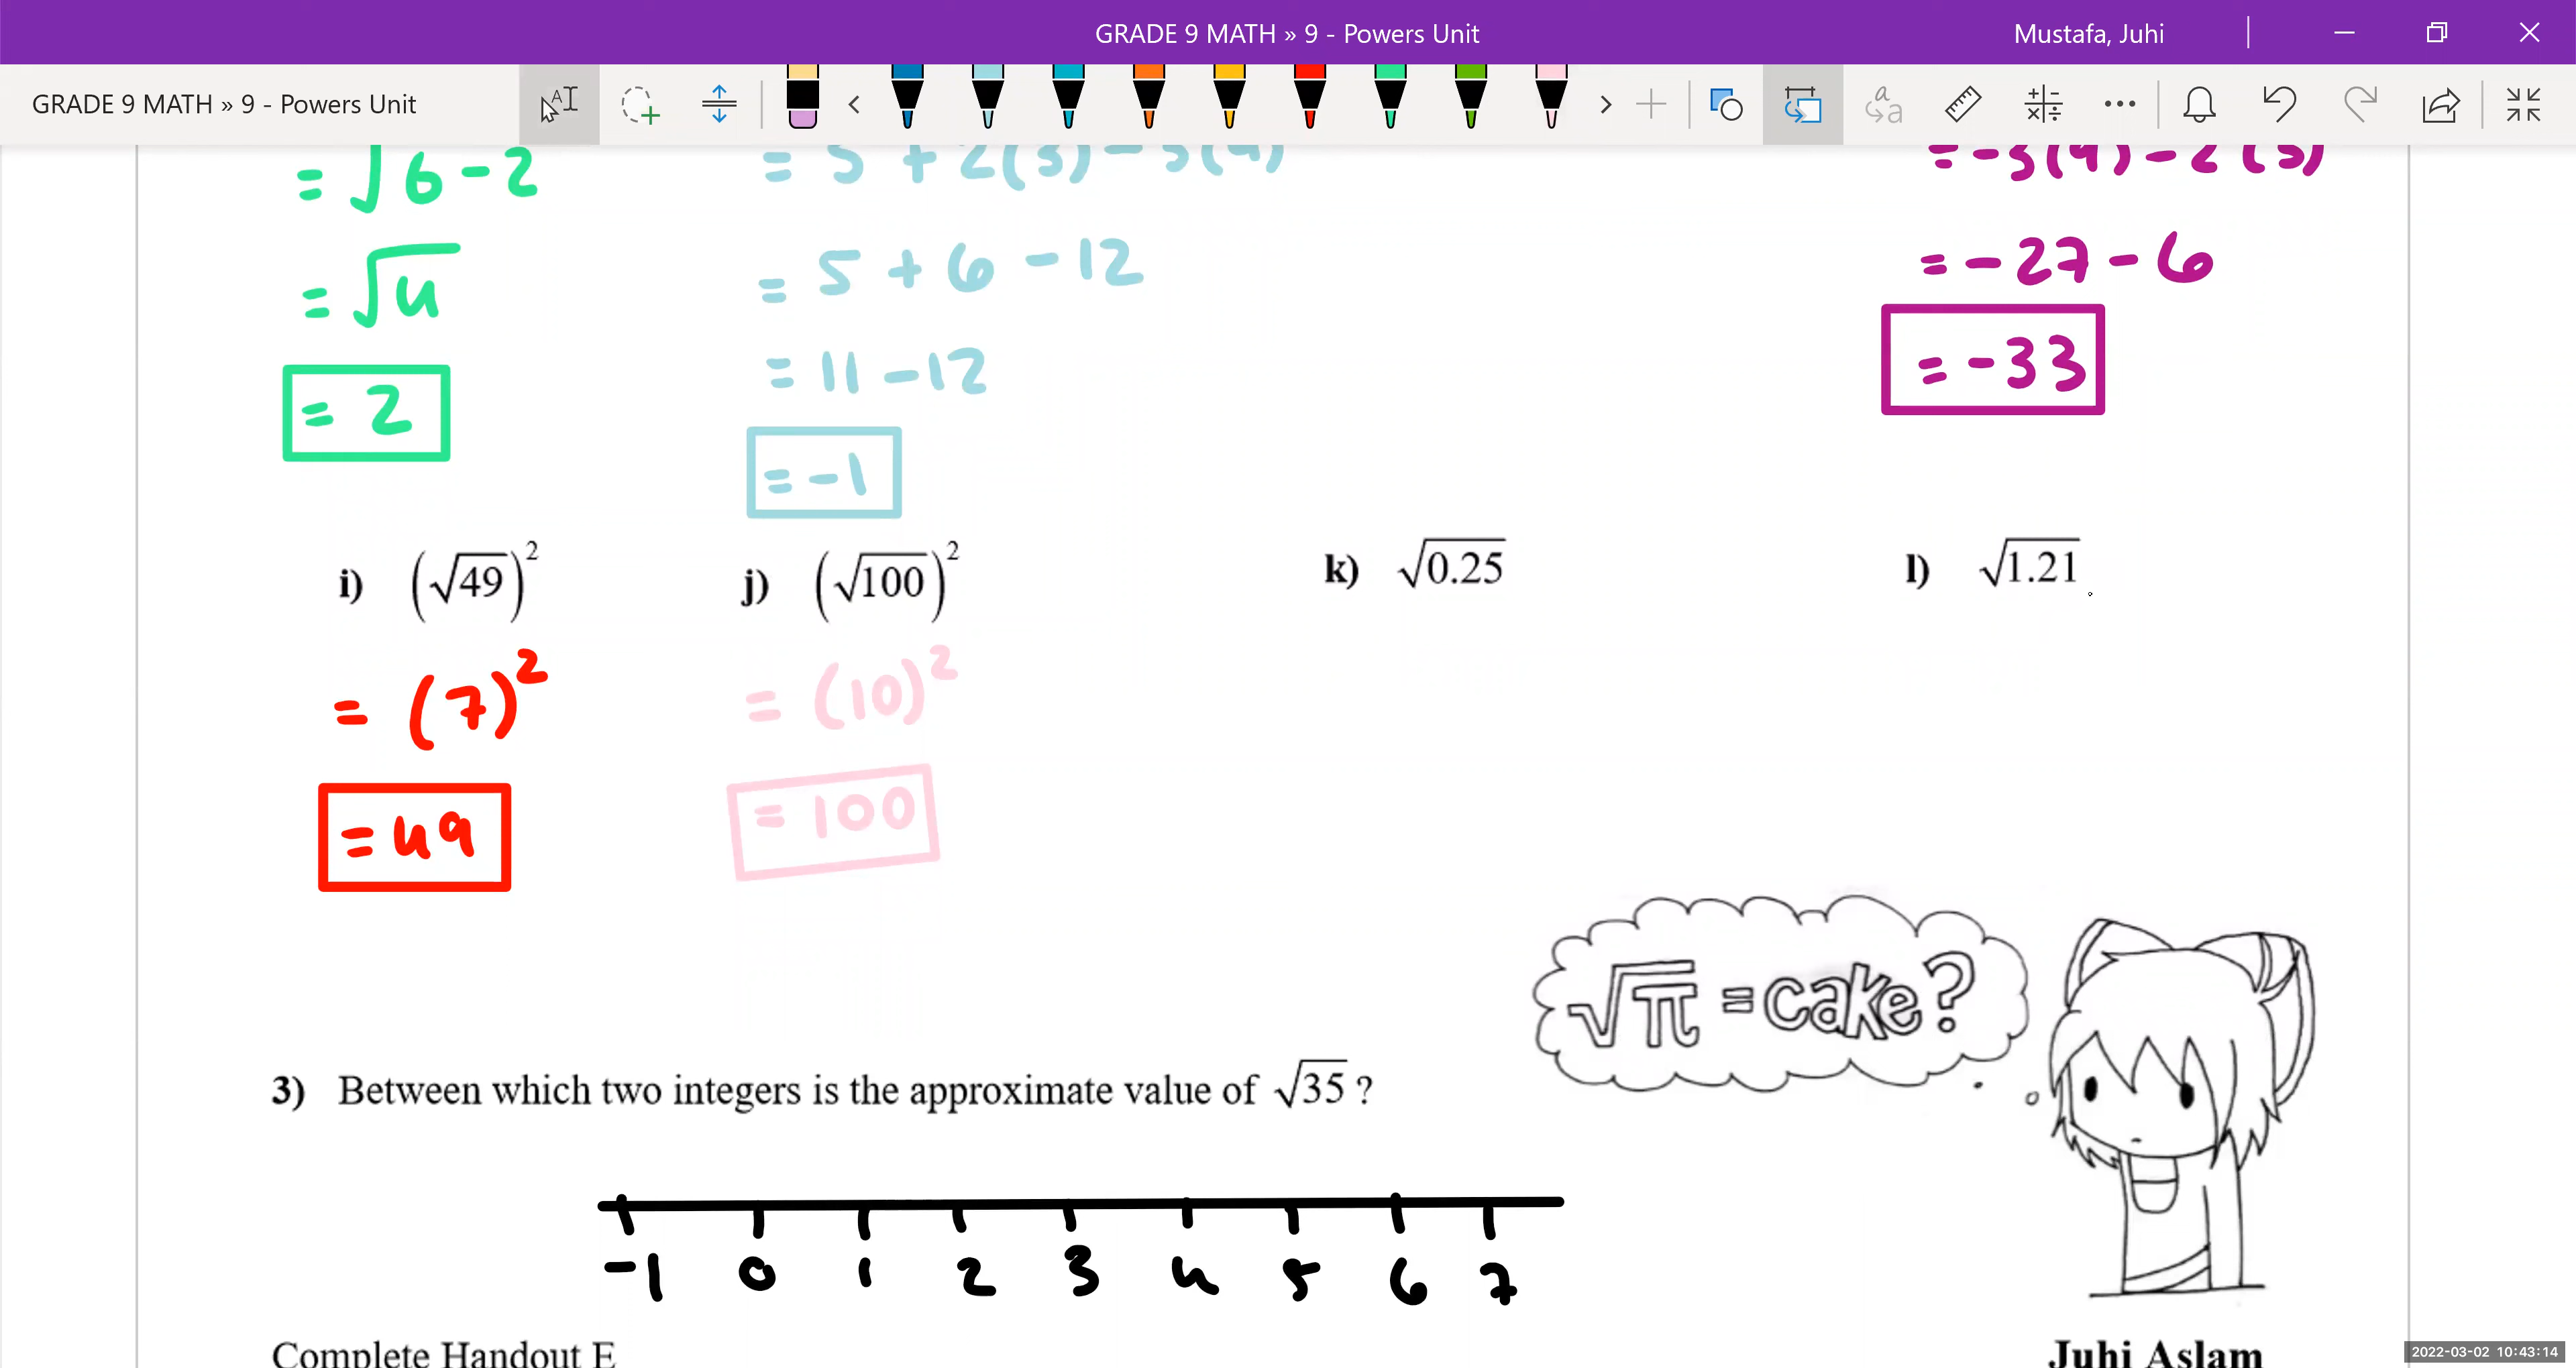 GRADE 9 MATH » 9 - Powers Unit
Mustafa, Juhi
GRADE 9 MATH » 9 - Powers Unit
= √6-2
= √4
= 2
= 5 + 2(3) - 3(4)
= 5 + 6 - 12
= 11 - 12
= -1
= - 27 - 6
= -33
i) (√49)²
= (7)²
= 49
j) (√100)²
= (10)²
= 100
k) √0.25
l) √1.21
√π = cake?
3) Between which two integers is the approximate value of √35 ?
-1 0 1 2 3 4 5 6 7
Complete Handout E
Juhi Aslam
2022-03-02 10:43:14